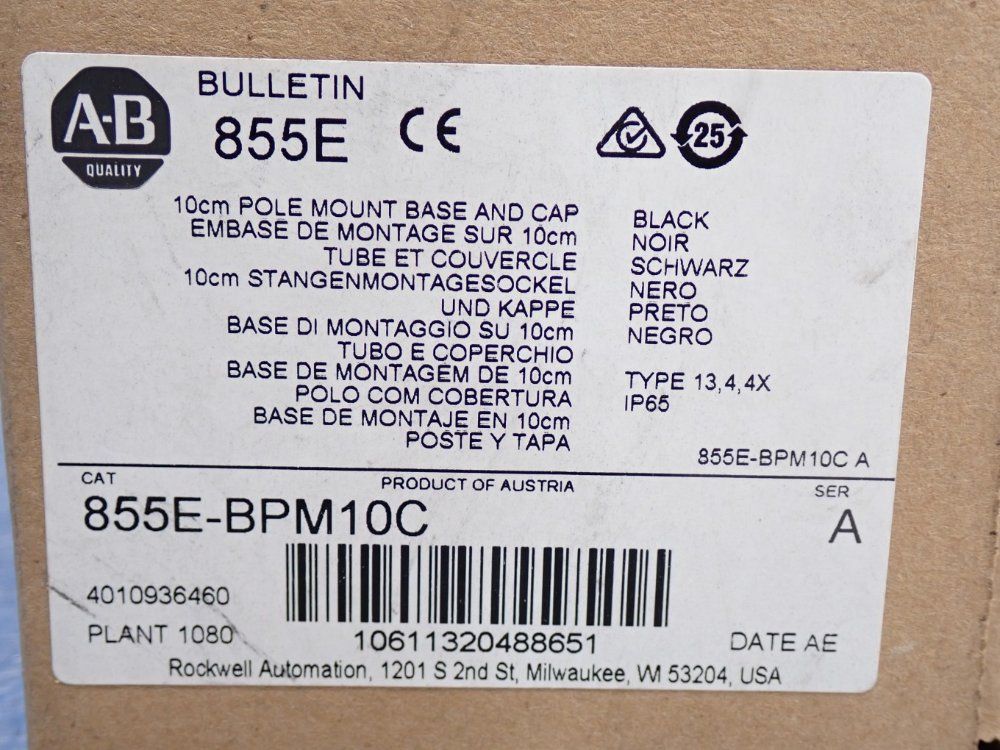 A-B
QUALITY
BULLETIN
855E
CE
25
10cm POLE MOUNT BASE AND CAP
EMBASE DE MONTAGE SUR 10cm
TUBE ET COUVERCLE
10cm STANGENMONTAGESOCKEL
UND KAPPE
BASE DI MONTAGGIO SU 10cm
TUBO E COPERCHIO
BASE DE MONTAGEM DE 10cm
POLO COM COBERTURA
BASE DE MONTAJE EN 10cm
POSTE Y TAPA
BLACK
NOIR
SCHWARZ
NERO
PRETO
NEGRO
TYPE 13,4,4X
IP65
855E-BPM10C A
CAT
PRODUCT OF AUSTRIA
SER
855E-BPM10C
A
4010936460
PLANT 1080
10611320488651
DATE AE
Rockwell Automation, 1201 S 2nd St, Milwaukee, WI 53204, USA